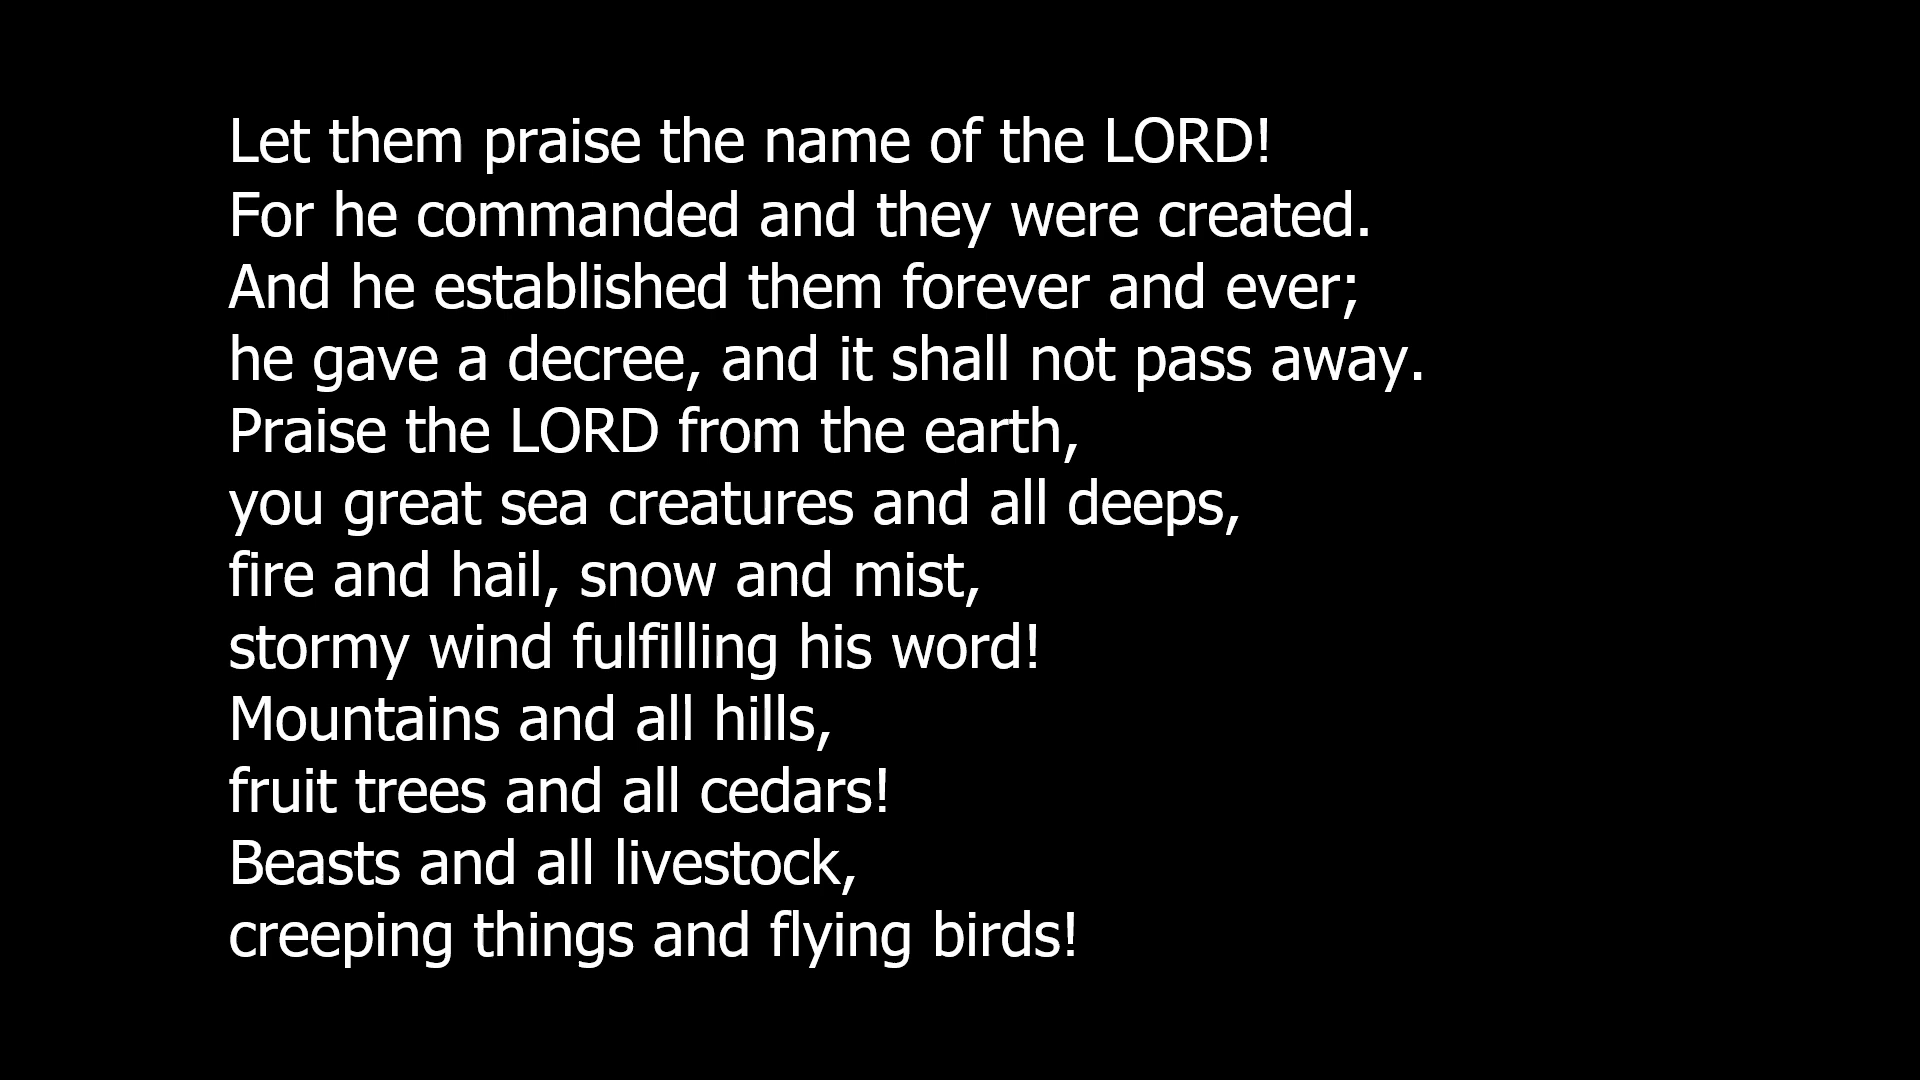 Let them praise the name of the LORD!
For he commanded and they were created.
And he established them forever and ever;
he gave a decree, and it shall not pass away.
Praise the LORD from the earth,
you great sea creatures and all deeps,
fire and hail, snow and mist,
stormy wind fulfilling his word!
Mountains and all hills,
fruit trees and all cedars!
Beasts and all livestock,
creeping things and flying birds!